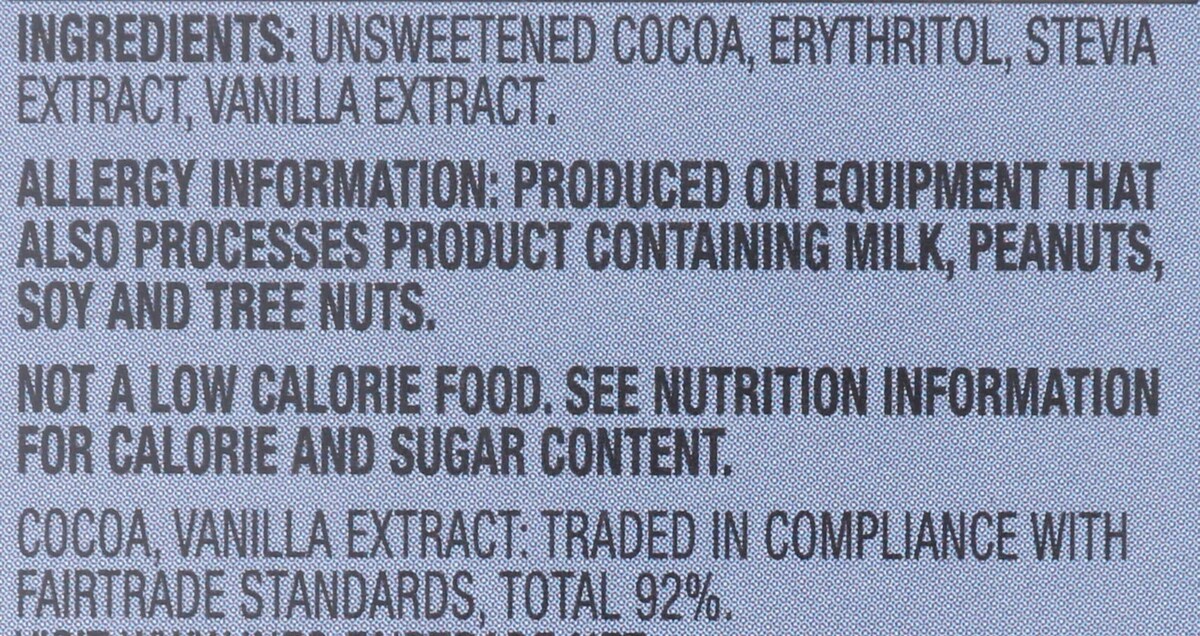 INGREDIENTS: UNSWEETENED COCOA, ERYTHRITOL, STEVIA
EXTRACT, VANILLA EXTRACT.
ALLERGY INFORMATION: PRODUCED ON EQUIPMENT THAT
ALSO PROCESSES PRODUCT CONTAINING MILK, PEANUTS,
SOY AND TREE NUTS.
NOT A LOW CALORIE FOOD. SEE NUTRITION INFORMATION
FOR CALORIE AND SUGAR CONTENT.
COCOA, VANILLA EXTRACT: TRADED IN COMPLIANCE WITH
FAIRTRADE STANDARDS, TOTAL 92%.